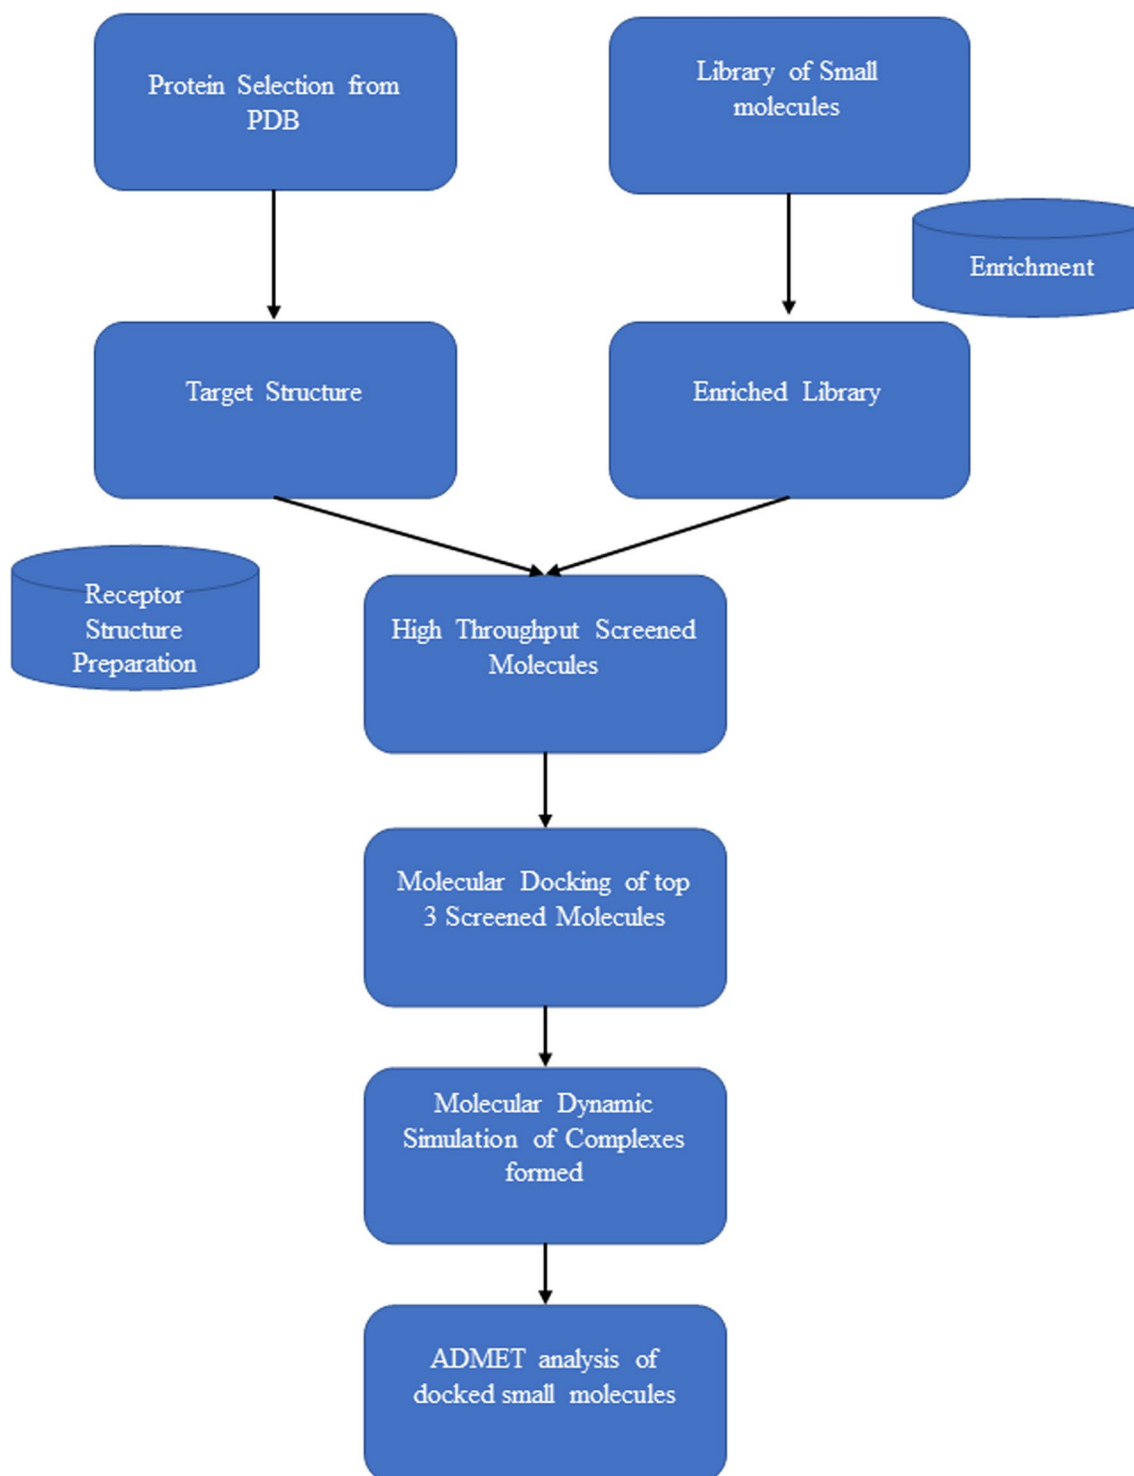 Protein Selection from
PDB
Library of Small
molecules
Enrichment
Target Structure
Enriched Library
Receptor
Structure
Preparation
High Throughput Screened
Molecules
Molecular Docking of top
3 Screened Molecules
Molecular Dynamic
Simulation of Complexes
formed
ADMET analysis of
docked small molecules